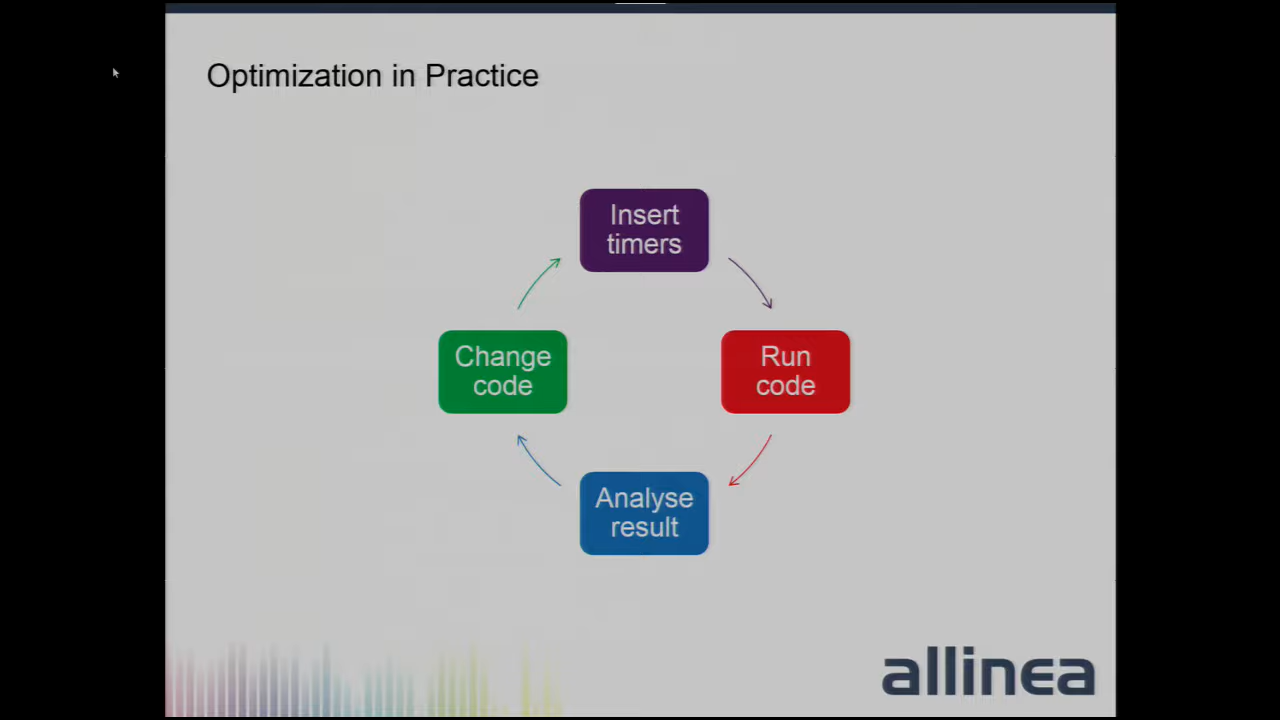 Optimization in Practice
Insert
timers
Change
code
Run
code
Analyse
result
allinea